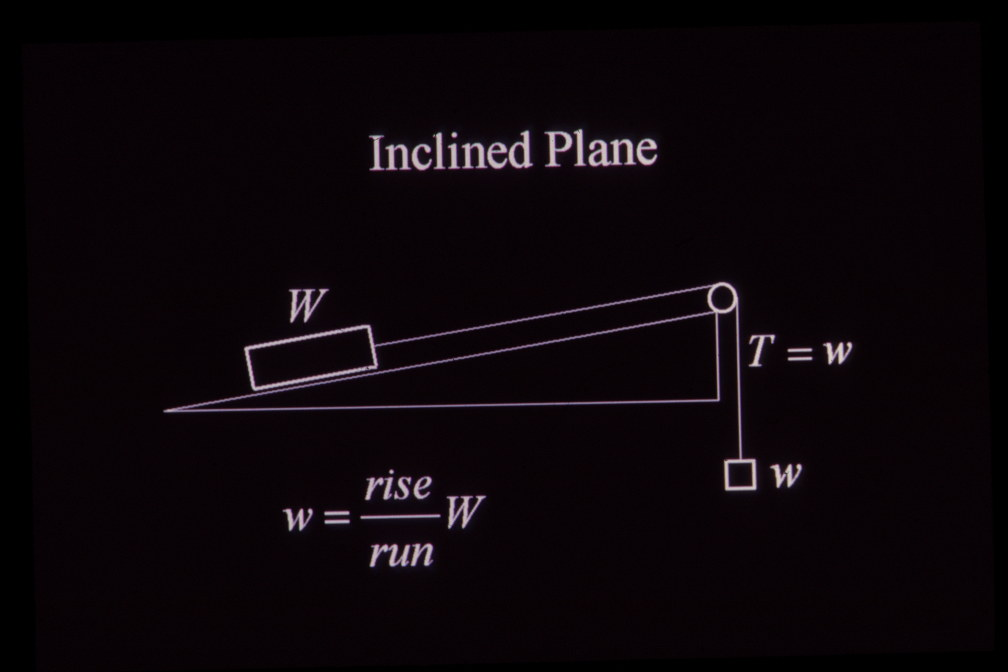 Inclined Plane
W
T = w
w
w = rise/run W